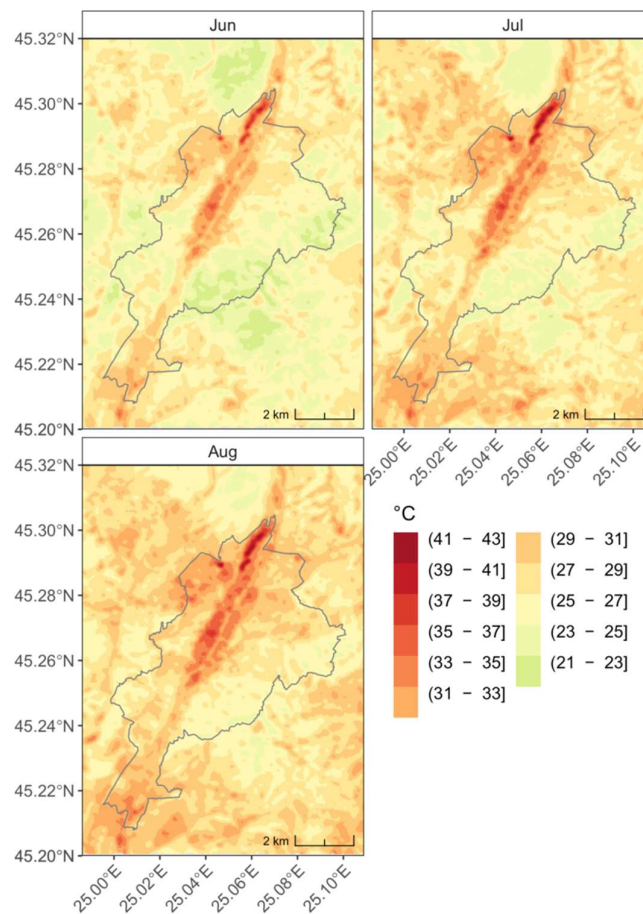 Jun
Jul
45.32°N
45.30°N
45.28°N
45.26°N
45.24°N
45.22°N
45.20°N
2 km
2 km
25.00°E
25.02°E
25.04°E
25.06°E
25.08°E
25.10°E
Aug
45.32°N
45.30°N
45.28°N
45.26°N
45.24°N
45.22°N
45.20°N
2 km
25.00°E
25.02°E
25.04°E
25.06°E
25.08°E
25.10°E
°C
(41 − 43]
(39 − 41]
(37 − 39]
(35 − 37]
(33 − 35]
(31 − 33]
(29 − 31]
(27 − 29]
(25 − 27]
(23 − 25]
(21 − 23]